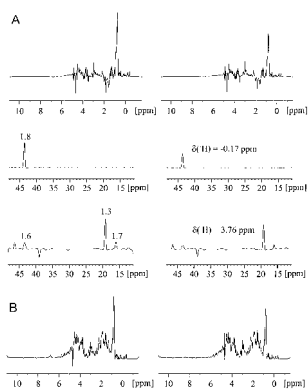 A
10 8 6 4 2 0 [ppm] 10 8 6 4 2 0 [ppm]
1.8
δ(¹H) = -0.17 ppm
45 40 35 30 25 20 15 [ppm] 45 40 35 30 25 20 15 [ppm]
1.3
1.6 1.7
δ(¹H) 3.76 ppm
45 40 35 30 25 20 15 [ppm] 45 40 35 30 25 20 15 [ppm]
B
10 8 6 4 2 0 [ppm] 10 8 6 4 2 0 [ppm]